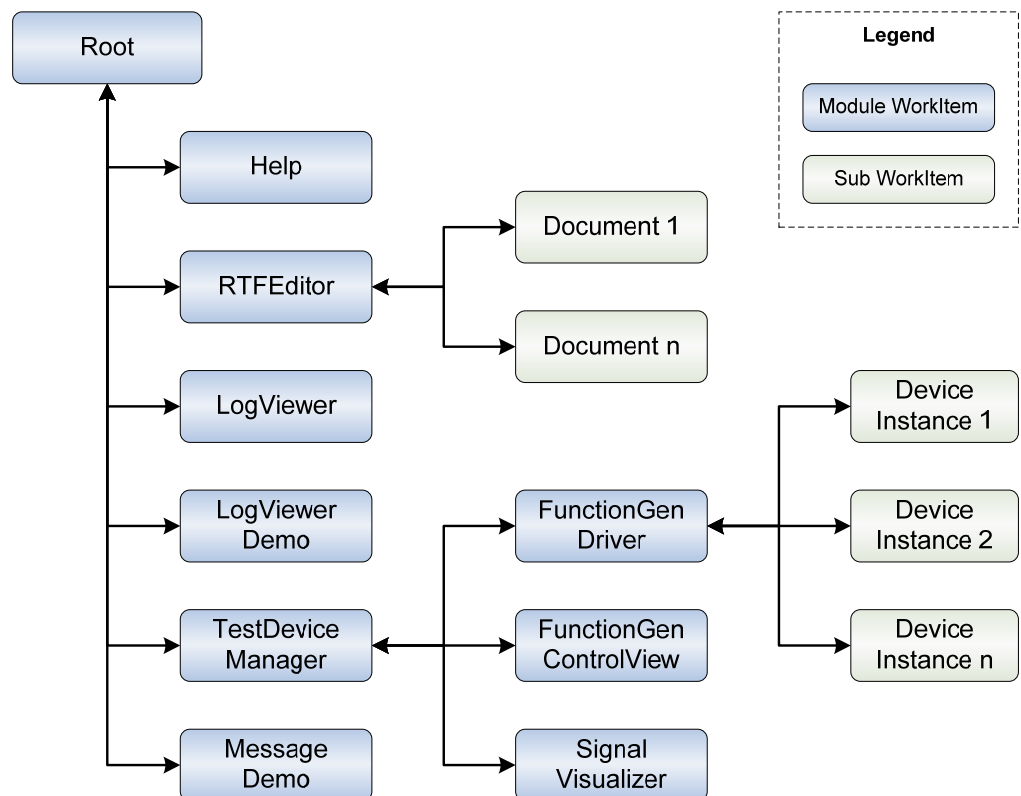 Root
Legend
Module WorkItem
Sub WorkItem
Help
Document 1
RTFEditor
Document n
LogViewer
Device
Instance 1
LogViewer
Demo
FunctionGen
Driver
Device
Instance 2
TestDevice
Manager
FunctionGen
ControlView
Device
Instance n
Message
Demo
Signal
Visualizer